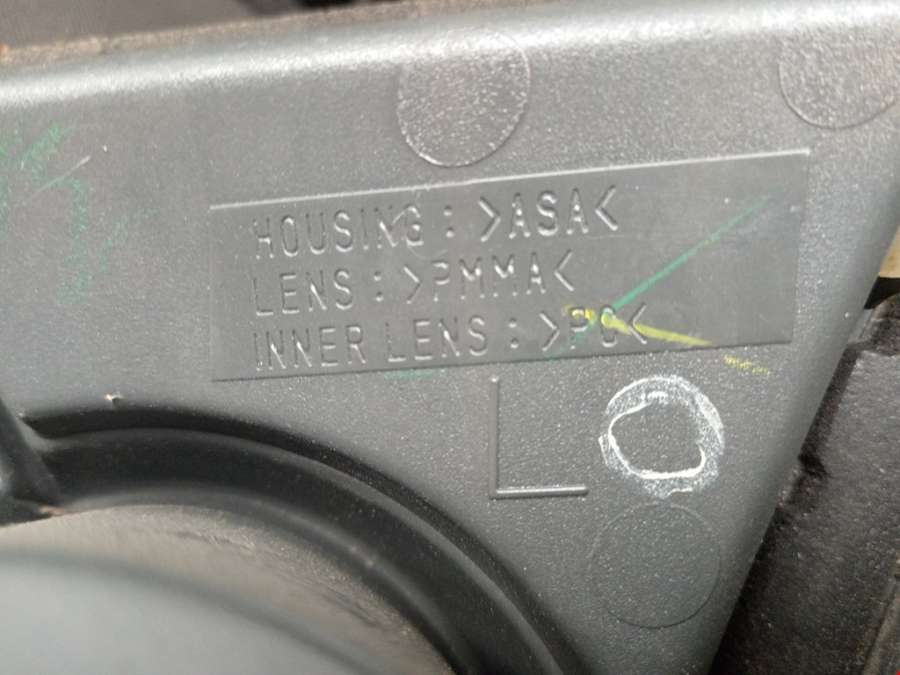 HOUSING : >ASA<
LENS : >PMMA<
INNER LENS : >PC<
L